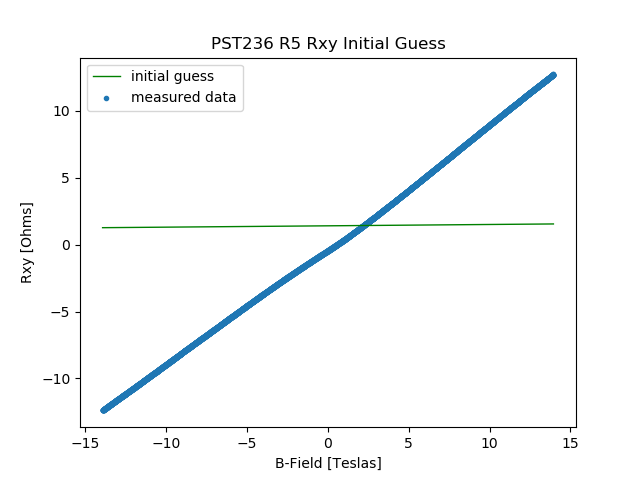 PST236 R5 Rxy Initial Guess
initial guess
measured data
10
5
0
−5
−10
Rxy [Ohms]
−15
−10
−5
0
5
10
15
B-Field [Teslas]